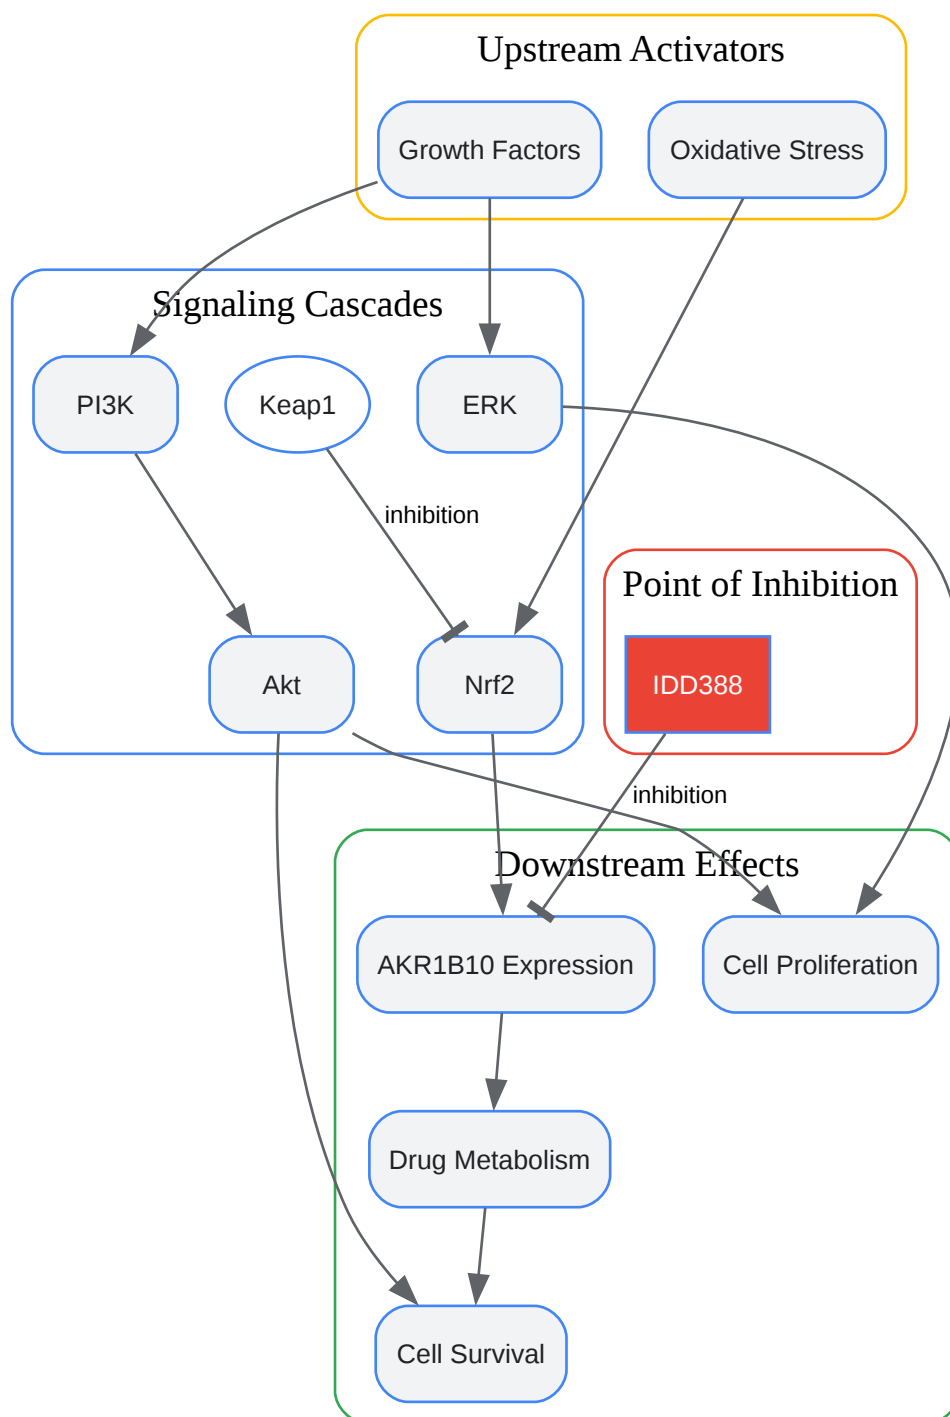 Upstream Activators
Growth Factors
Oxidative Stress
Signaling Cascades
PI3K
Keap1
ERK
inhibition
Point of Inhibition
Akt
Nrf2
IDD388
inhibition
Downstream Effects
AKR1B10 Expression
Cell Proliferation
Drug Metabolism
Cell Survival